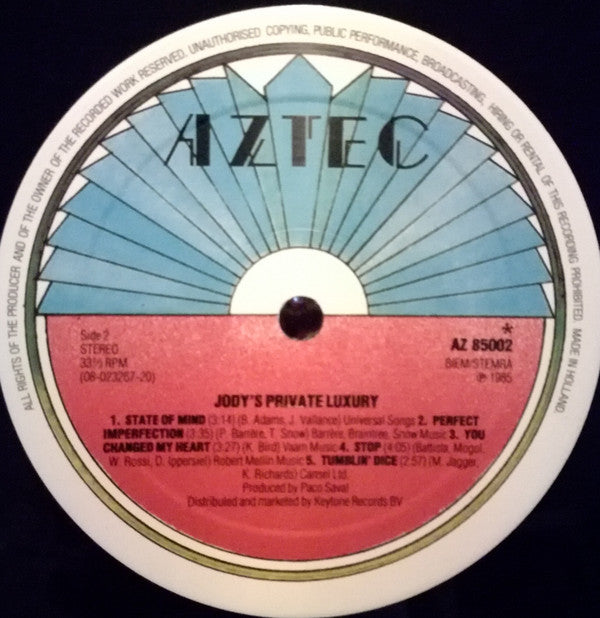 ALL RIGHTS OF THE PRODUCER AND OF THE OWNER OF THE RECORDED WORK RESERVED. UNAUTHORISED COPYING, PUBLIC PERFORMANCE, BROADCASTING, HIRING OR RENTAL OF THIS RECORDING PROHIBITED. MADE IN HOLLAND
AZTEC
Side 2
STEREO
33⅓ RPM
(08-023267-20)
*
AZ 85002
BIEM/STEMRA
℗ 1985
JODY'S PRIVATE LUXURY
1. STATE OF MIND (3:14) (B. Adams, J. Vallance) Universal Songs 2. PERFECT
IMPERFECTION (3:35) (P. Barrère, T. Snow) Barrère, Braintree, Snow Music 3. YOU
CHANGED MY HEART (3:27) (K. Bird) Vaam Music 4. STOP (4:05) (Battista, Mogol,
W. Rossi, D. Ippersiel) Robert Mellin Music 5. TUMBLIN' DICE (2:57) (M. Jagger,
K. Richards) Cansel Ltd.
Produced by Paco Saval
Distributed and marketed by Keytone Records BV